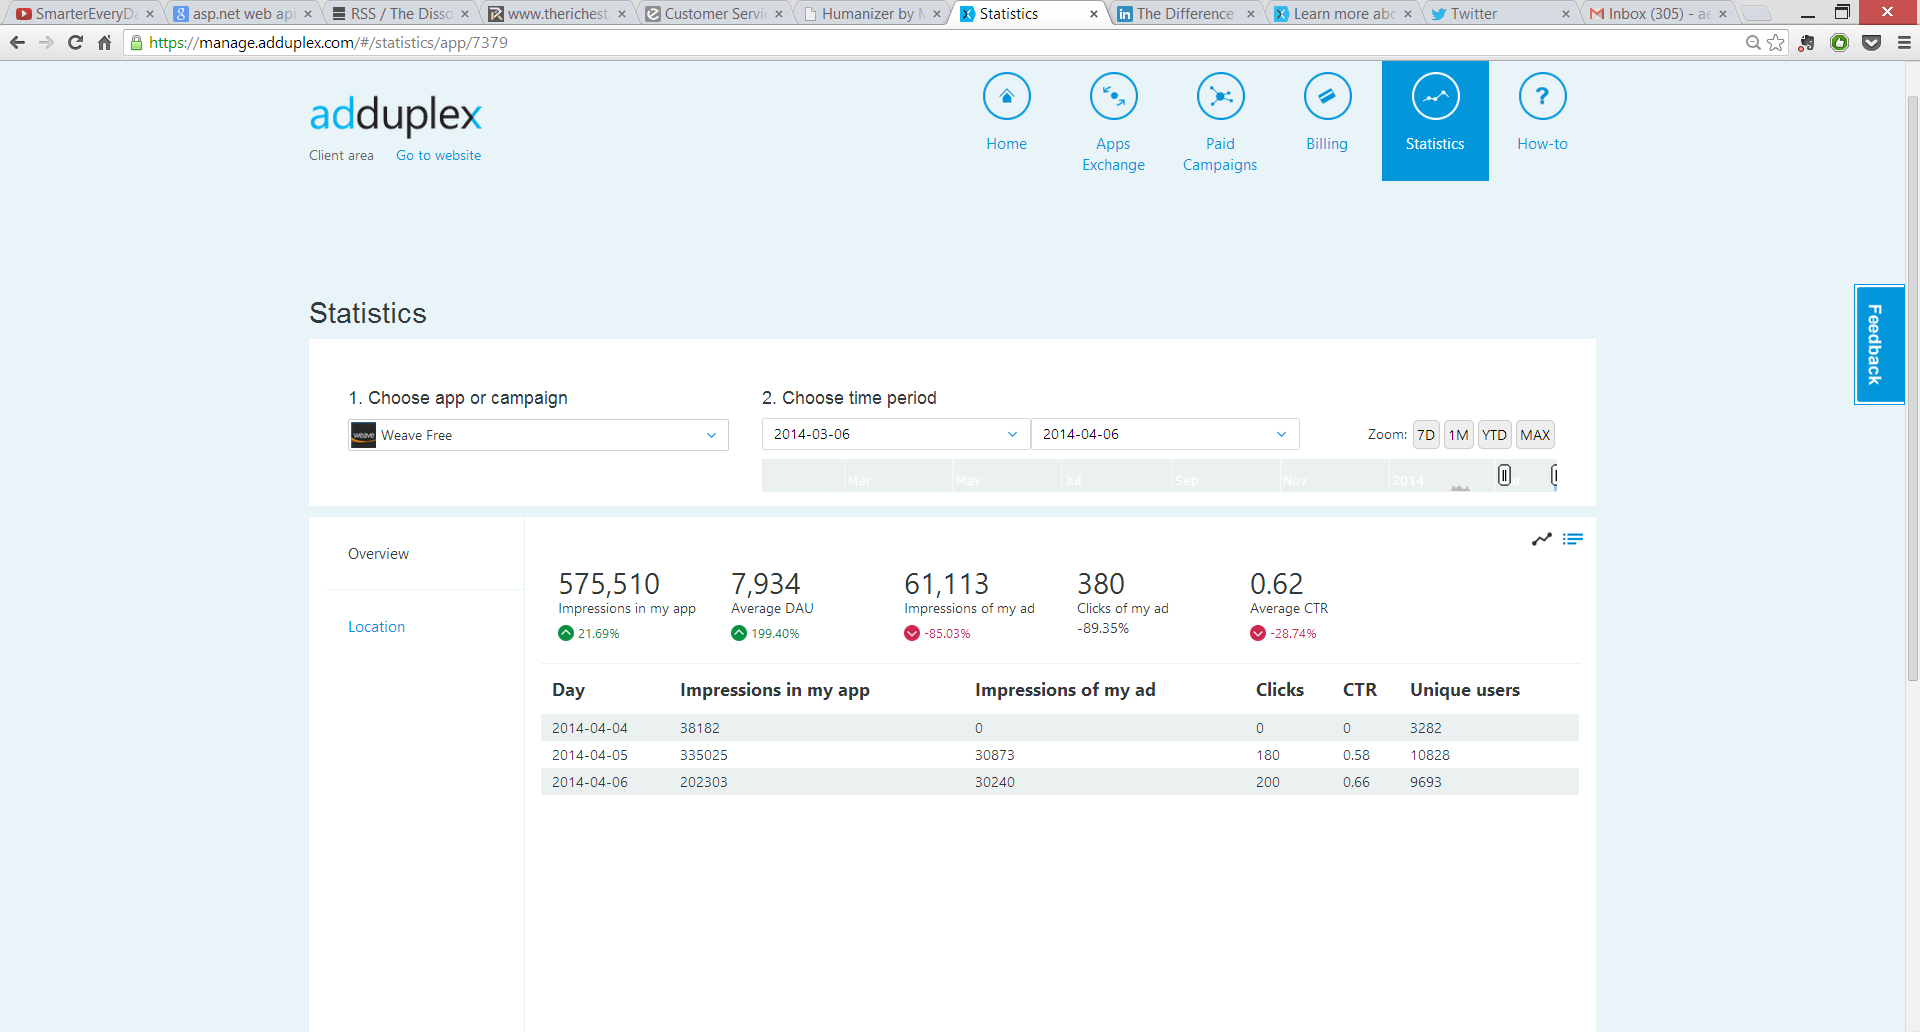 SmarterEveryDa
asp.net web api
RSS / The Disso
www.therichest.
Customer Servic
Humanizer by M
Statistics
The Difference
Learn more abo
Twitter
Inbox (305) - ae
https://manage.adduplex.com/#/statistics/app/7379
adduplex
Client area Go to website
Home
Apps Exchange
Paid Campaigns
Billing
Statistics
How-to
Feedback
Statistics
1. Choose app or campaign
weave Weave Free
2. Choose time period
2014-03-06 2014-04-06
Zoom: 7D 1M YTD MAX
Mar May Jul Sep Nov 2014
Overview
Location
575,510 7,934 61,113 380 0.62
Impressions in my app Average DAU Impressions of my ad Clicks of my ad Average CTR
21.69% 199.40% -85.03% -89.35% -28.74%
Day Impressions in my app Impressions of my ad Clicks CTR Unique users
2014-04-04 38182 0 0 0 3282
2014-04-05 335025 30873 180 0.58 10828
2014-04-06 202303 30240 200 0.66 9693